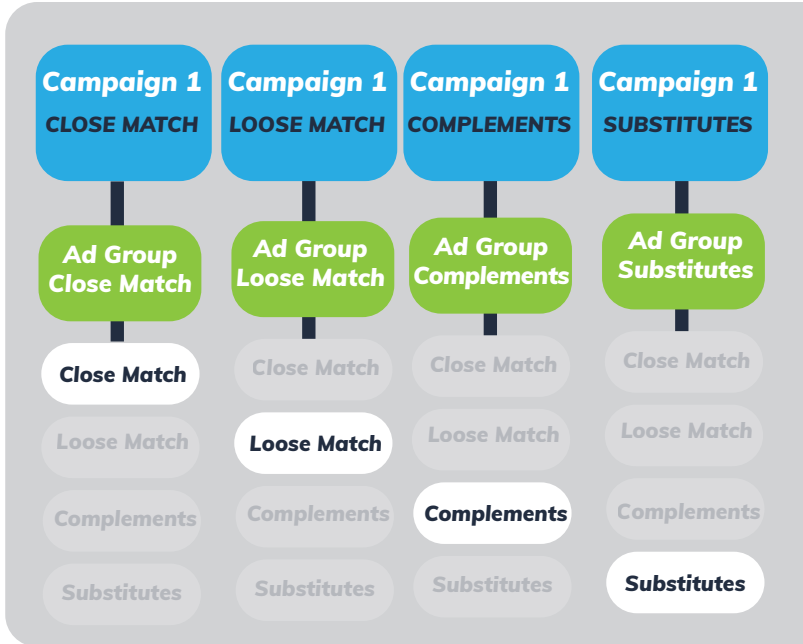 Campaign 1
CLOSE MATCH
Ad Group
Close Match
Close Match
Loose Match
Complements
Substitutes
Campaign 1
LOOSE MATCH
Ad Group
Loose Match
Close Match
Loose Match
Complements
Substitutes
Campaign 1
COMPLEMENTS
Ad Group
Complements
Close Match
Loose Match
Complements
Substitutes
Campaign 1
SUBSTITUTES
Ad Group
Substitutes
Close Match
Loose Match
Complements
Substitutes